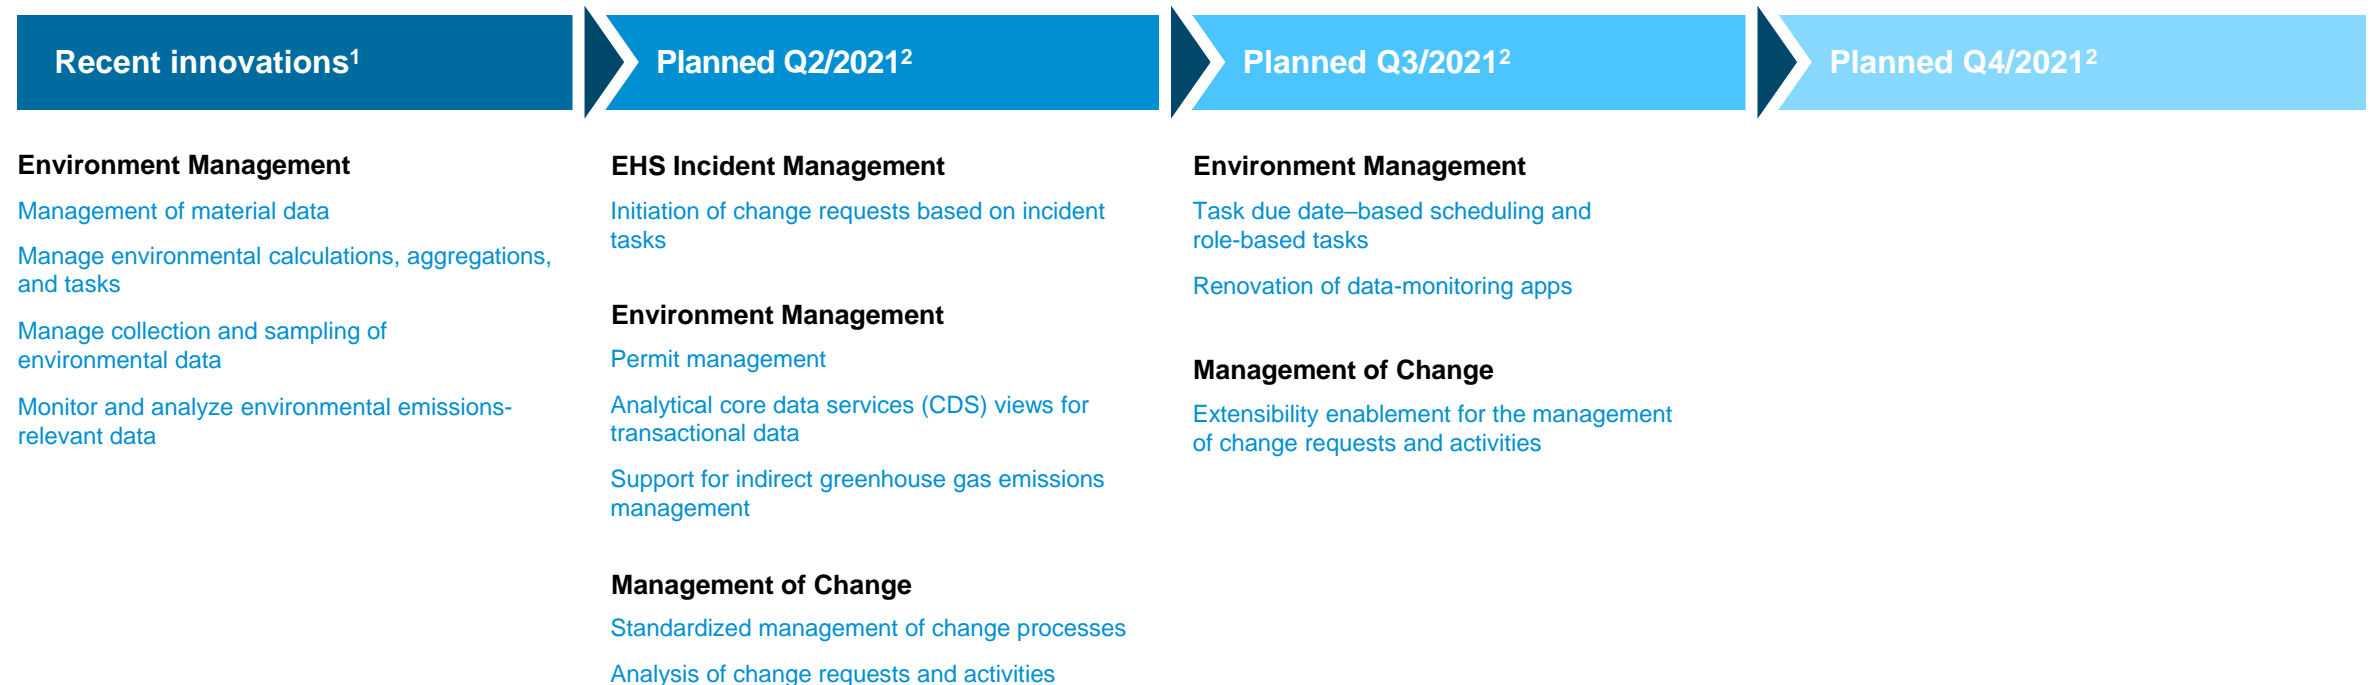 Recent innovations¹
Planned Q2/2021²
Planned Q3/2021²
Planned Q4/2021²
Environment Management
Management of material data
Manage environmental calculations, aggregations,
and tasks
Manage collection and sampling of
environmental data
Monitor and analyze environmental emissions-
relevant data
EHS Incident Management
Initiation of change requests based on incident
tasks
Environment Management
Permit management
Analytical core data services (CDS) views for
transactional data
Support for indirect greenhouse gas emissions
management
Management of Change
Standardized management of change processes
Analysis of change requests and activities
Environment Management
Task due date–based scheduling and
role-based tasks
Renovation of data-monitoring apps
Management of Change
Extensibility enablement for the management
of change requests and activities